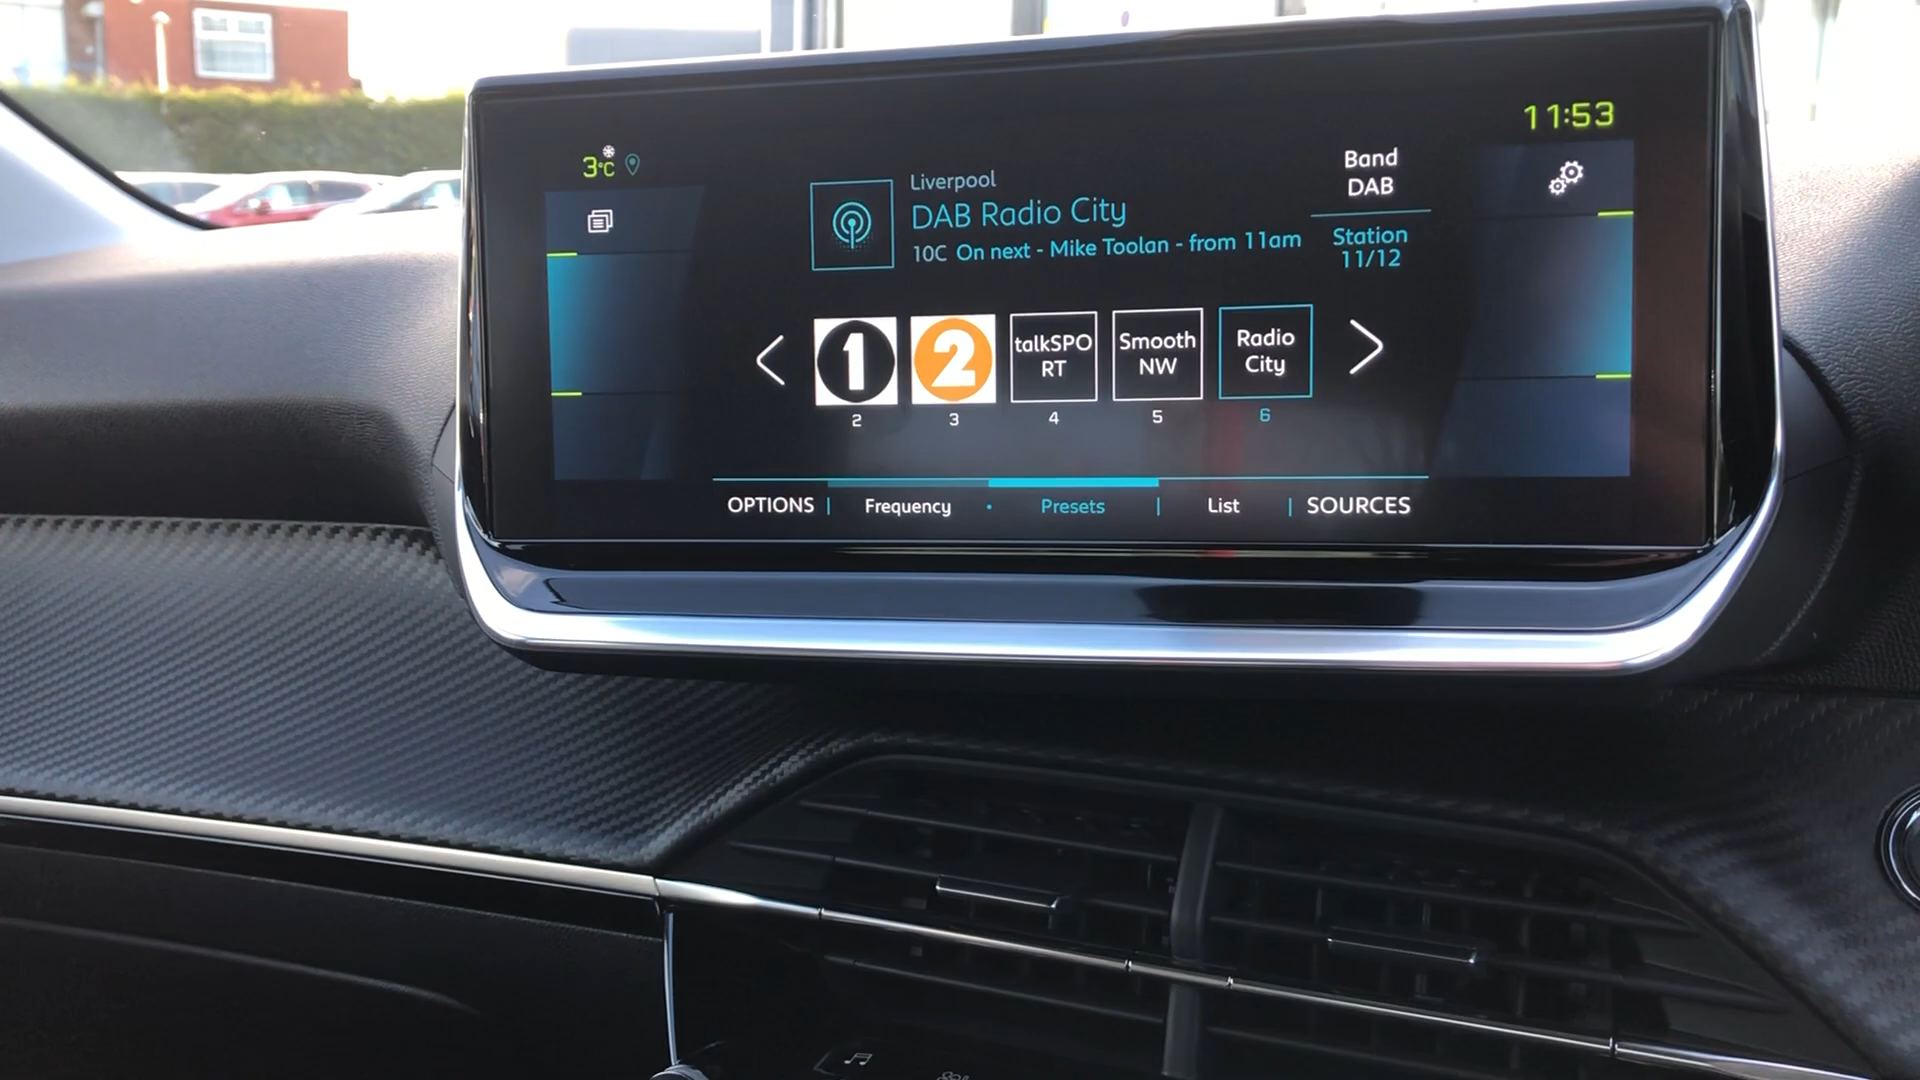 11:53
3°C
Band
DAB
Liverpool
DAB Radio City
10C On next - Mike Toolan - from 11am
Station
11/12
1
2
talkSPO
RT
Smooth
NW
Radio
City
2
3
4
5
6
OPTIONS | Frequency • Presets | List | SOURCES